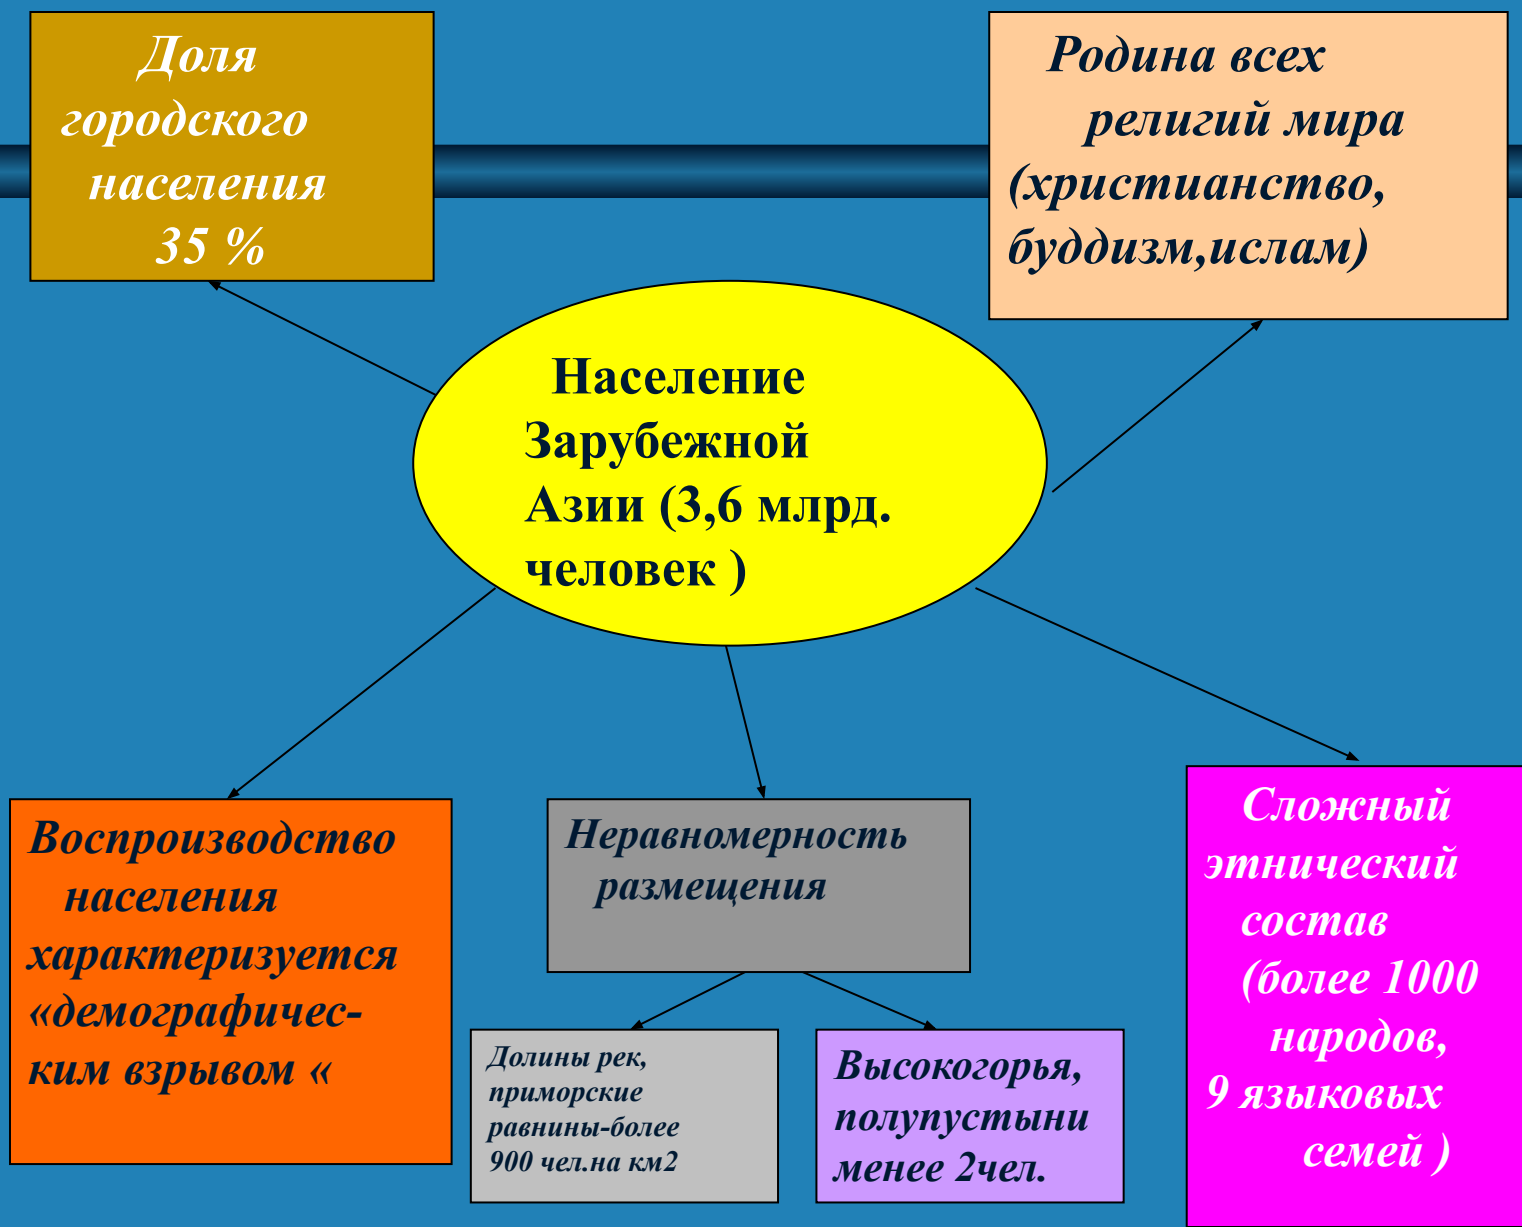 Доля
городского
населения
35 %
Родина всех
религий мира
(христианство,
буддизм,ислам)
Население
Зарубежной
Азии (3,6 млрд.
человек )
Воспроизводство
населения
характеризуется
«демографичес-
ким взрывом «
Неравномерность
размещения
Долины рек,
приморские
равнины-более
900 чел.на км2
Высокогорья,
полупустыни
менее 2чел.
Сложный
этнический
состав
(более 1000
народов,
9 языковых
семей )